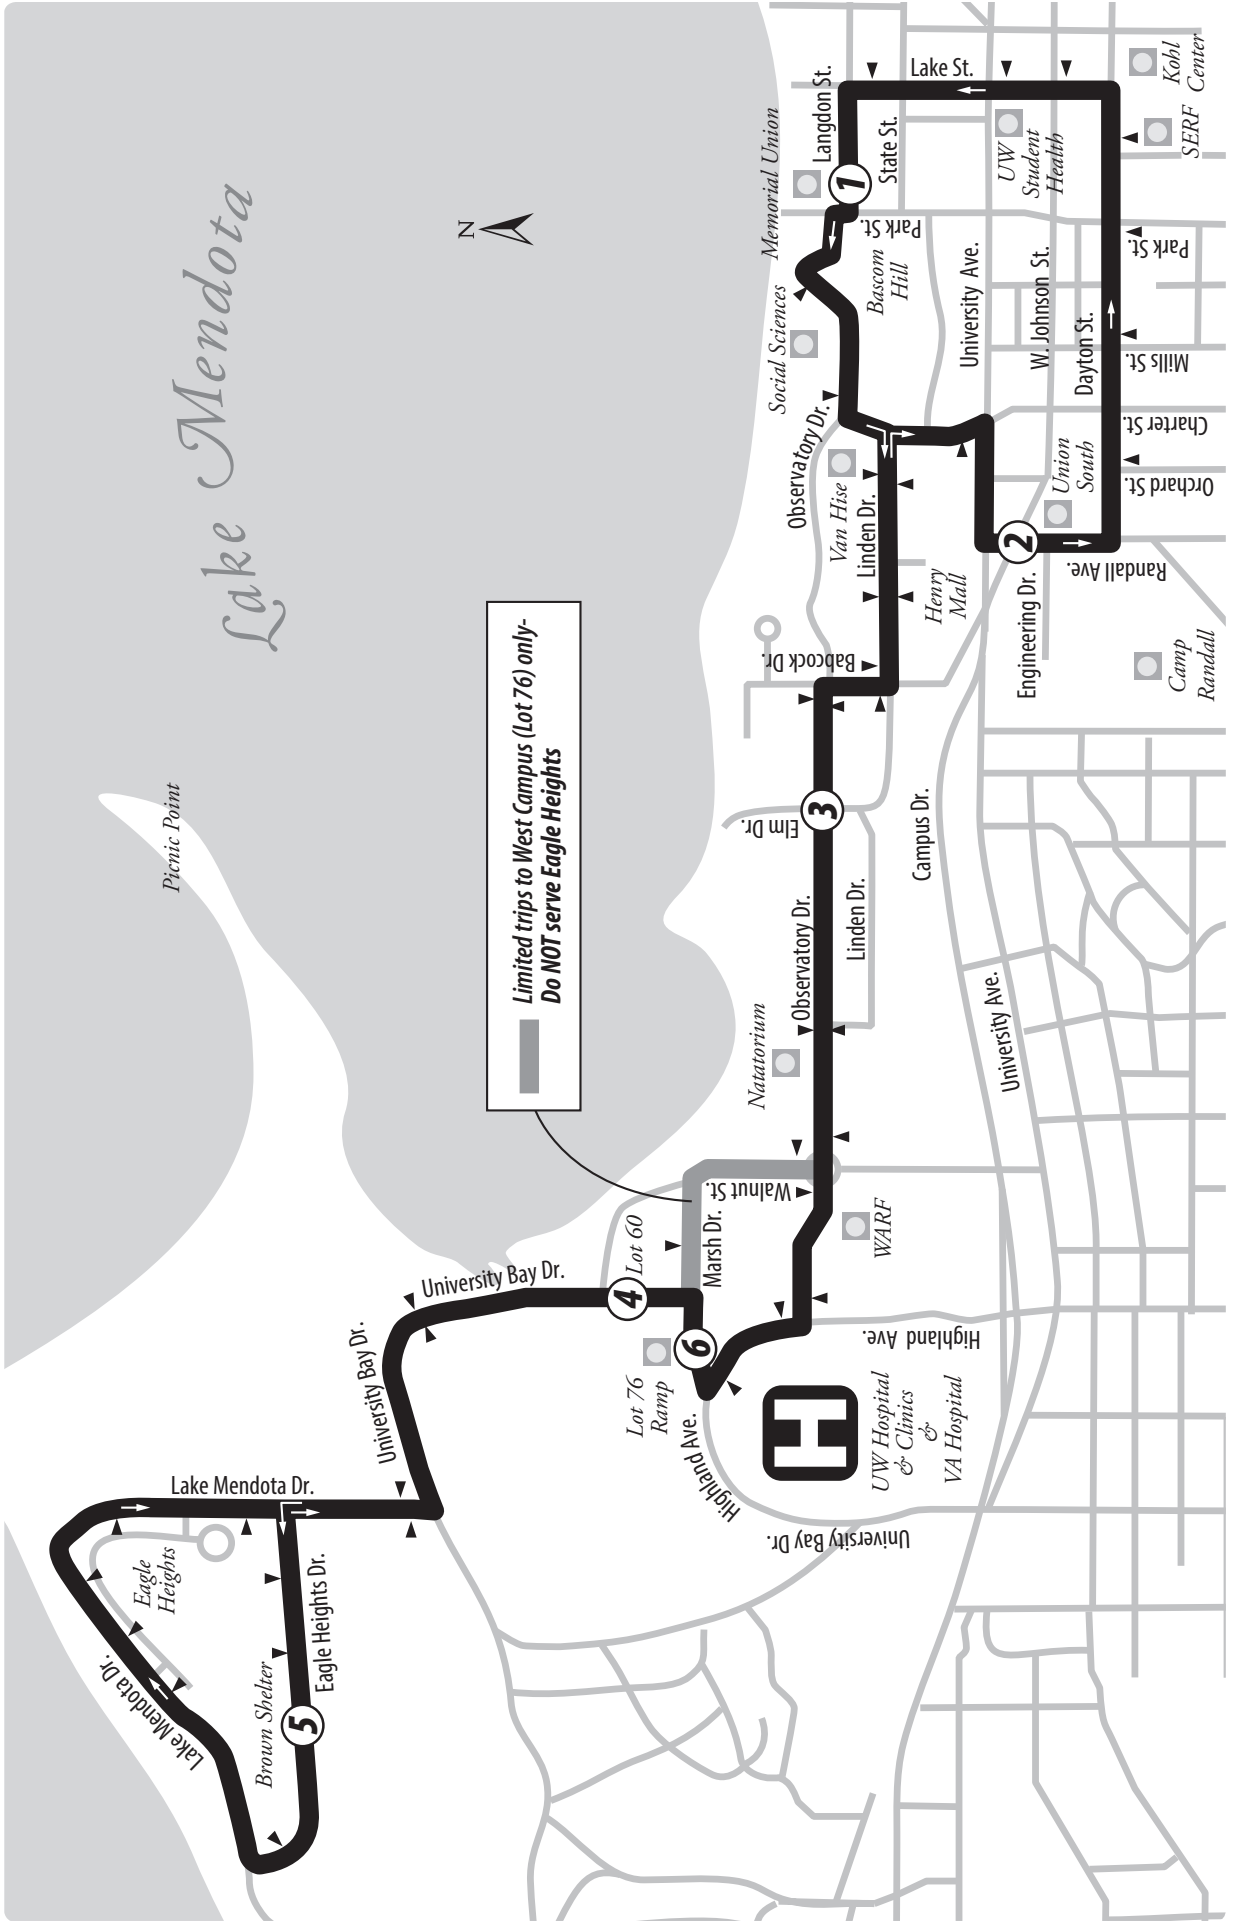 Lake Mendota
Picnic Point
N
Limited trips to West Campus (Lot 76) only-
Do NOT serve Eagle Heights
Lake Mendota Dr.
Eagle
Heights
Lake Mendota Dr.
Brown Shelter
5
Eagle Heights Dr.
University Bay Dr.
University Bay Dr.
4
Lot 60
Lot 76
Ramp
6
Marsh Dr.
Walnut St.
Highland Ave.
University Bay Dr.
H
UW Hospital
& Clinics
&
VA Hospital
Highland Ave.
WARF
Natatorium
Observatory Dr.
Linden Dr.
Elm Dr.
3
Campus Dr.
University Ave.
Babcock Dr.
Observatory Dr.
Van Hise
Linden Dr.
Henry
Mall
Social Sciences
Memorial Union
Langdon St.
1
State St.
Park St.
Bascom
Hill
Lake St.
UW
Student
Health
University Ave.
W. Johnson St.
Dayton St.
Union
South
2
Engineering Dr.
Randall Ave.
Camp
Randall
Orchard St.
Charter St.
Mills St.
Park St.
SERF
Kohl
Center